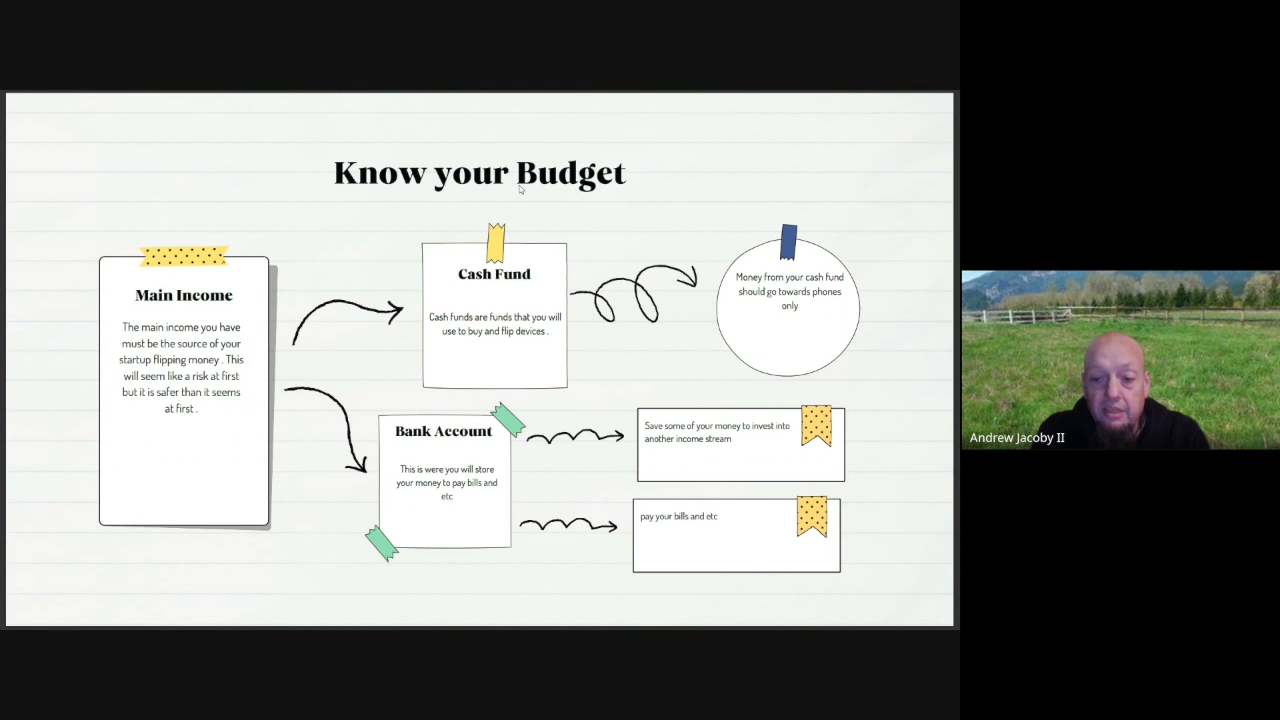 Know your Budget
Main Income
The main income you have
must be the source of your
startup flipping money . This
will seem like a risk at first
but it is safer than it seems
at first .
Cash Fund
Cash funds are funds that you will
use to buy and flip devices .
Money from your cash fund
should go towards phones
only
Bank Account
This is were you will store
your money to pay bills and
etc
Save some of your money to invest into
another income stream
pay your bills and etc
Andrew Jacoby II